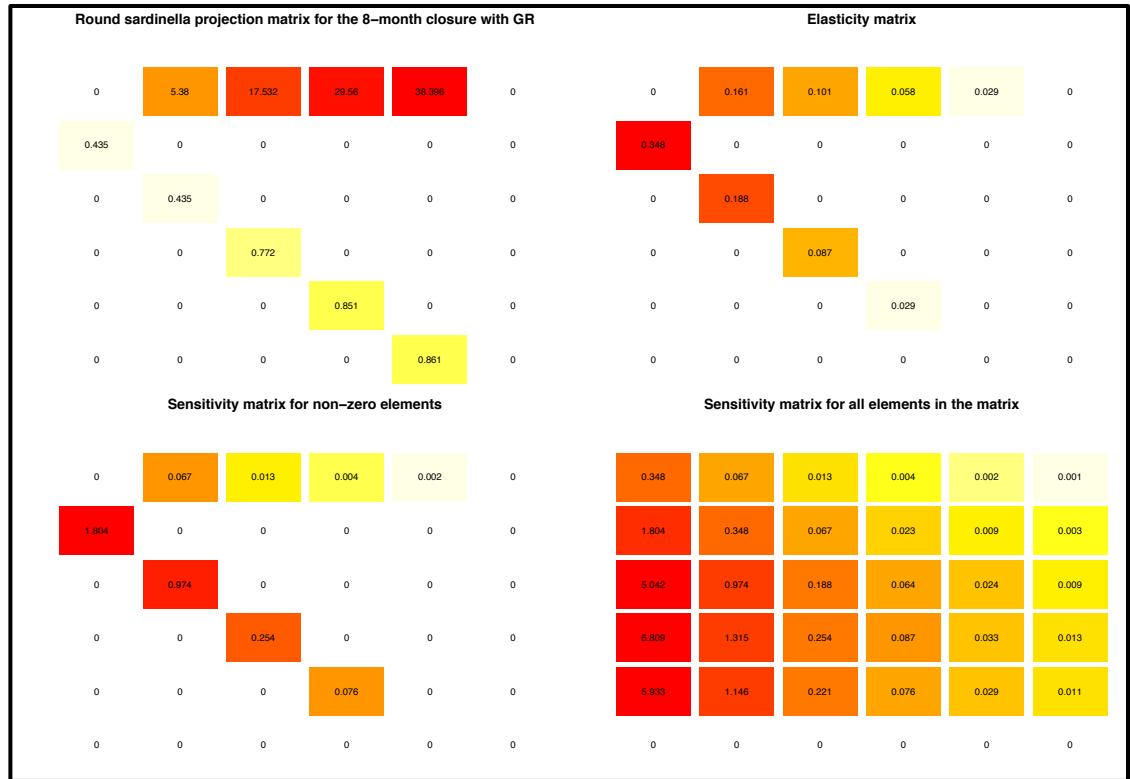 Round sardinella projection matrix for the 8−month closure with GR
0 5.38 17.532 29.56 38.396 0
0.435 0 0 0 0 0
0 0.435 0 0 0 0
0 0 0.772 0 0 0
0 0 0 0.851 0 0
0 0 0 0 0.861 0
Elasticity matrix
0 0.161 0.101 0.058 0.029 0
0.348 0 0 0 0 0
0 0.188 0 0 0 0
0 0 0.087 0 0 0
0 0 0 0.029 0 0
0 0 0 0 0 0
Sensitivity matrix for non−zero elements
0 0.067 0.013 0.004 0.002 0
1.804 0 0 0 0 0
0 0.974 0 0 0 0
0 0 0.254 0 0 0
0 0 0 0.076 0 0
0 0 0 0 0 0
Sensitivity matrix for all elements in the matrix
0.348 0.067 0.013 0.004 0.002 0.001
1.804 0.348 0.067 0.023 0.009 0.003
5.042 0.974 0.188 0.064 0.024 0.009
6.809 1.315 0.254 0.087 0.033 0.013
5.933 1.146 0.221 0.076 0.029 0.011
0 0 0 0 0 0